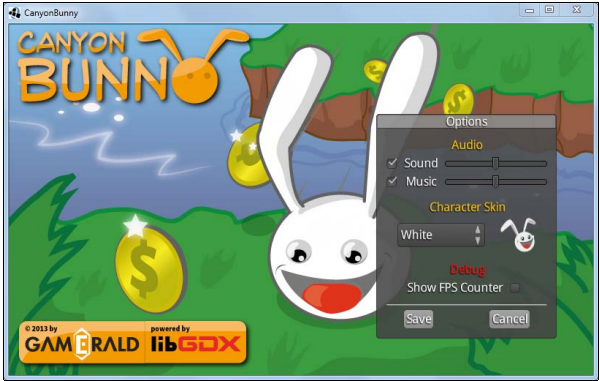 CanyonBunny
CANYON
BUNNO
Options
Audio
Sound
Music
Character Skin
White
Debug
Show FPS Counter
Save
Cancel
© 2013 by
GAMERALD
powered by
libGDX
$
$
$
$